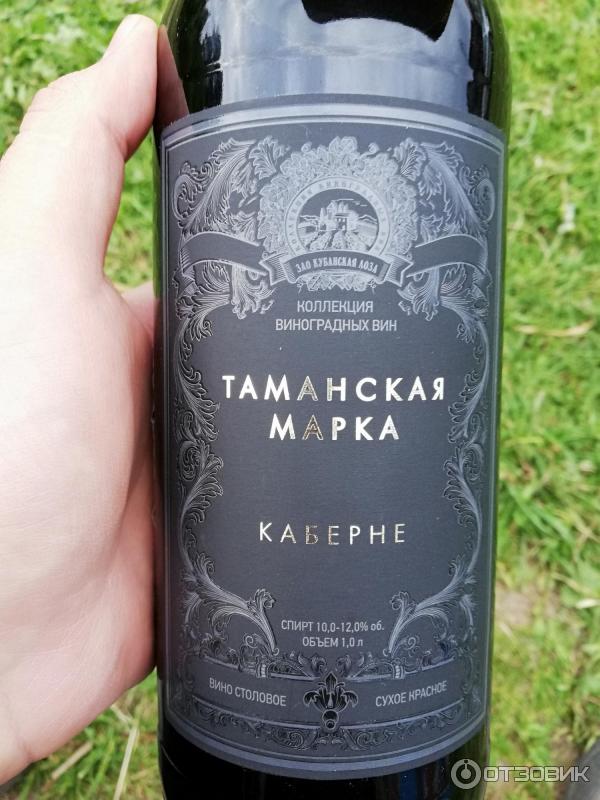 ЗАО КУБАНСКАЯ ЛОЗА
КОЛЛЕКЦИЯ
ВИНОГРАДНЫХ ВИН
ТАМАНСКАЯ
МАРКА
КАБЕРНЕ
СПИРТ 10,0-12,0% об.
ОБЪЕМ 1,0 л
ВИНО СТОЛОВОЕ СУХОЕ КРАСНОЕ
ОТЗОВИК